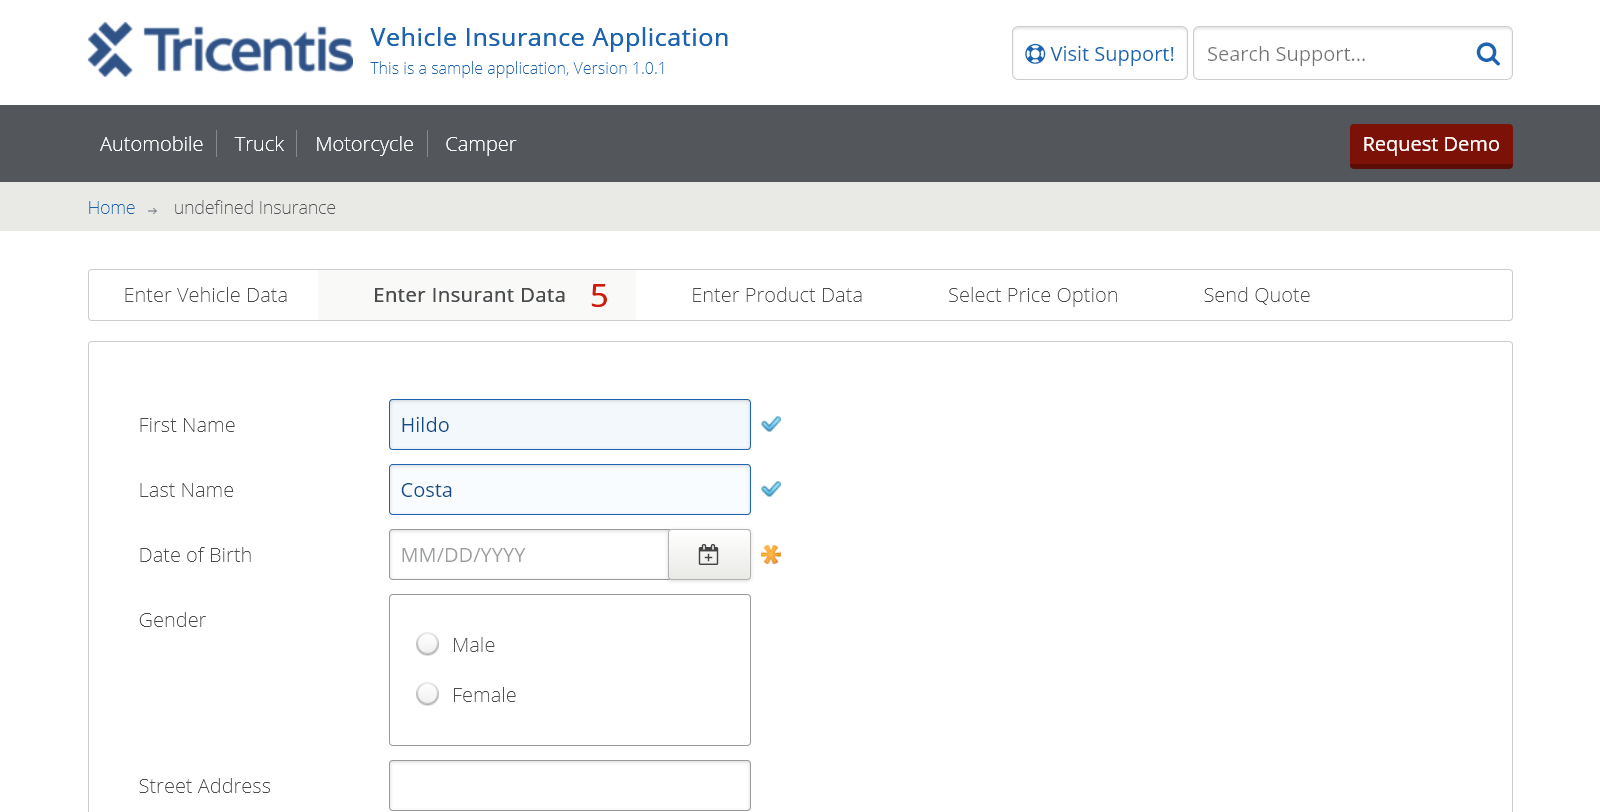 Tricentis
Vehicle Insurance Application
This is a sample application, Version 1.0.1
Visit Support!
Search Support...
Automobile
Truck
Motorcycle
Camper
Request Demo
Home → undefined Insurance
Enter Vehicle Data
Enter Insurant Data 5
Enter Product Data
Select Price Option
Send Quote
First Name
Hildo
Last Name
Costa
Date of Birth
MM/DD/YYYY
Gender
Male
Female
Street Address